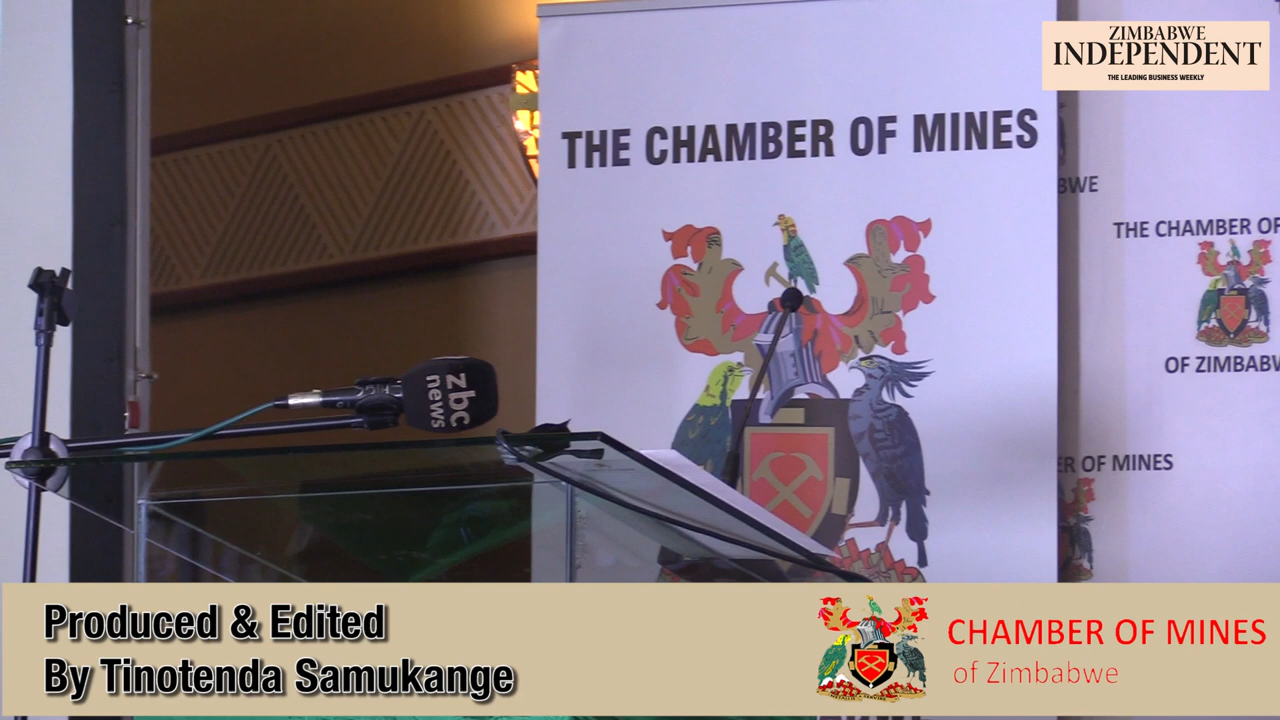 ZIMBABWE
INDEPENDENT
THE LEADING BUSINESS WEEKLY
THE CHAMBER OF MINES
BWE
THE CHAMBER OF
OF ZIMBABW
ER OF MINES
zbc
news
Produced & Edited
By Tinotenda Samukange
CHAMBER OF MINES
of Zimbabwe